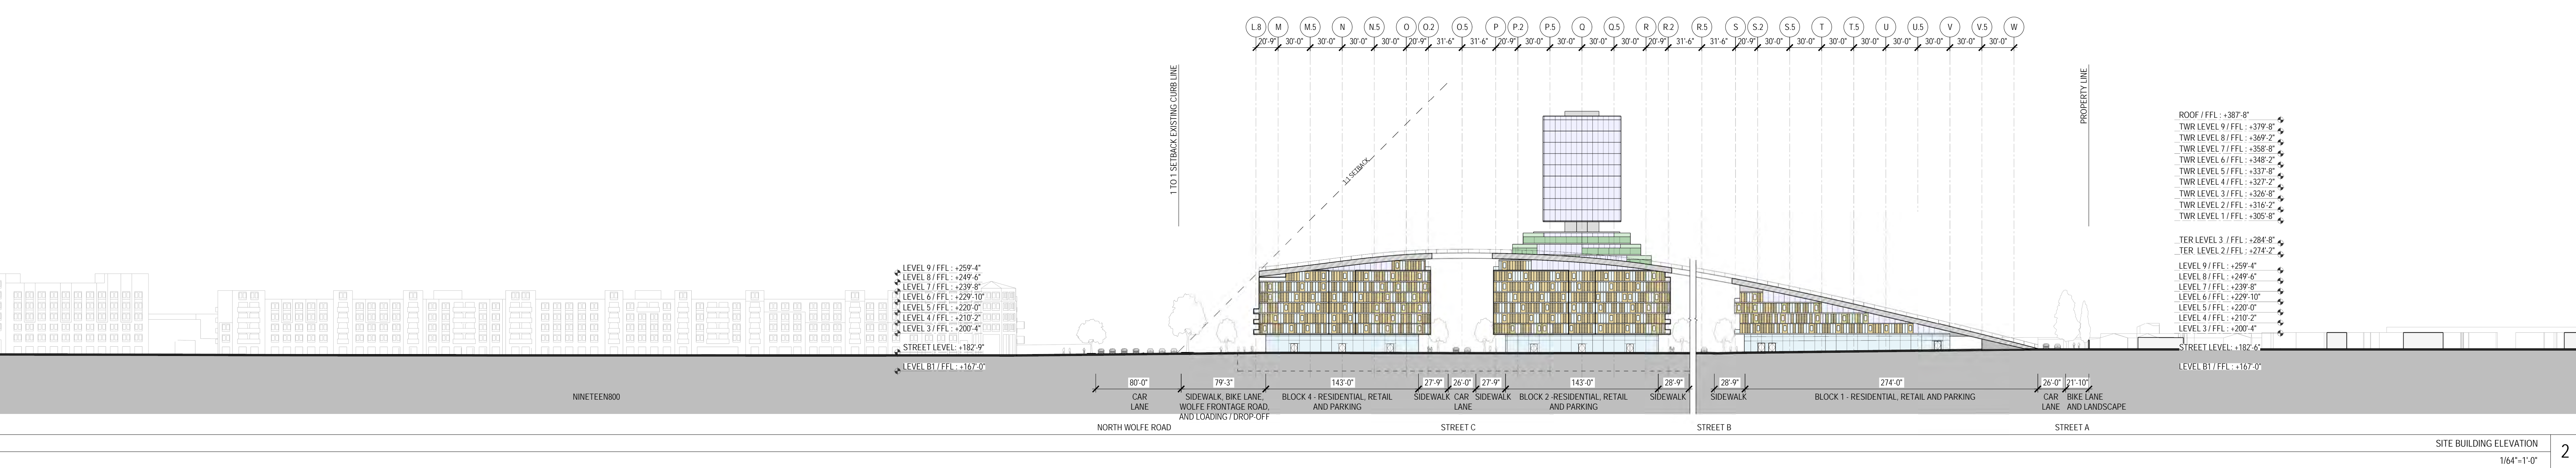 L.8 M M.5 N N.5 O O.2 O.5 P P.2 P.5 Q Q.5 R R.2 R.5 S S.2 S.5 T T.5 U U.5 V V.5 W
20'-9" 30'-0" 30'-0" 30'-0" 30'-0" 20'-9" 31'-6" 31'-6" 20'-9" 30'-0" 30'-0" 30'-0" 30'-0" 20'-9" 31'-6" 31'-6" 20'-9" 30'-0" 30'-0" 30'-0" 30'-0" 30'-0" 30'-0" 30'-0" 30'-0"
1 TO 1 SETBACK EXISTING CURB LINE
1:1 SETBACK
PROPERTY LINE
LEVEL 9 / FFL : +259'-4"
LEVEL 8 / FFL : +249'-6"
LEVEL 7 / FFL : +239'-8"
LEVEL 6 / FFL : +229'-10"
LEVEL 5 / FFL : +220'-0"
LEVEL 4 / FFL : +210'-2"
LEVEL 3 / FFL : +200'-4"
STREET LEVEL: +182'-9"
LEVEL B1 / FFL : +167'-0"
ROOF / FFL : +387'-8"
TWR LEVEL 9 / FFL : +379'-8"
TWR LEVEL 8 / FFL : +369'-2"
TWR LEVEL 7 / FFL : +358'-8"
TWR LEVEL 6 / FFL : +348'-2"
TWR LEVEL 5 / FFL : +337'-8"
TWR LEVEL 4 / FFL : +327'-2"
TWR LEVEL 3 / FFL : +326'-8"
TWR LEVEL 2 / FFL : +316'-2"
TWR LEVEL 1 / FFL : +305'-8"
TER LEVEL 3 / FFL : +284'-8"
TER LEVEL 2 / FFL : +274'-2"
LEVEL 9 / FFL : +259'-4"
LEVEL 8 / FFL : +249'-6"
LEVEL 7 / FFL : +239'-8"
LEVEL 6 / FFL : +229'-10"
LEVEL 5 / FFL : +220'-0"
LEVEL 4 / FFL : +210'-2"
LEVEL 3 / FFL : +200'-4"
STREET LEVEL: +182'-6"
LEVEL B1 / FFL : +167'-0"
80'-0" 79'-3" 143'-0" 27'-9" 26'-0" 27'-9" 143'-0" 28'-9" 28'-9" 274'-0" 26'-0" 21'-10"
NINETEEN800
CAR
LANE
SIDEWALK, BIKE LANE,
WOLFE FRONTAGE ROAD,
AND LOADING / DROP-OFF
BLOCK 4 - RESIDENTIAL, RETAIL
AND PARKING
SIDEWALK
CAR
LANE
SIDEWALK
BLOCK 2 -RESIDENTIAL, RETAIL
AND PARKING
SIDEWALK
SIDEWALK
BLOCK 1 - RESIDENTIAL, RETAIL AND PARKING
CAR
LANE
BIKE LANE
AND LANDSCAPE
NORTH WOLFE ROAD
STREET C
STREET B
STREET A
SITE BUILDING ELEVATION
1/64"=1'-0"
2